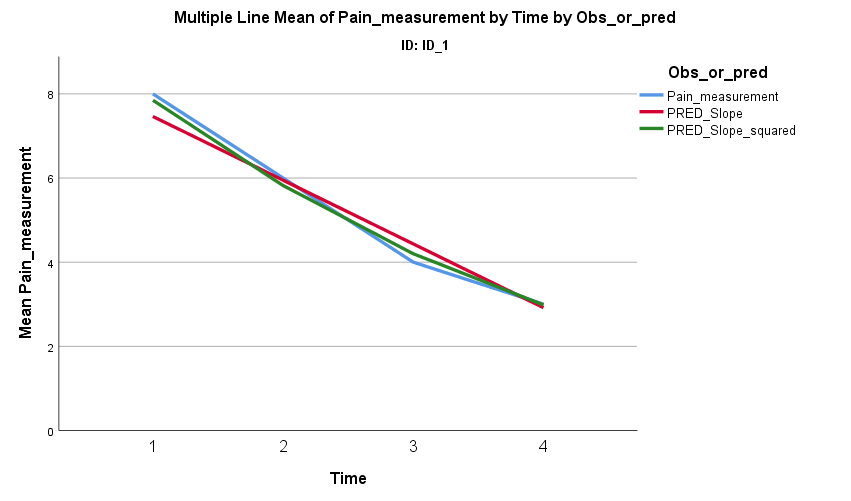 Multiple Line Mean of Pain_measurement by Time by Obs_or_pred
ID: ID_1
Obs_or_pred
Pain_measurement
PRED_Slope
PRED_Slope_squared
Mean Pain_measurement
8
6
4
2
0
1 2 3 4
Time